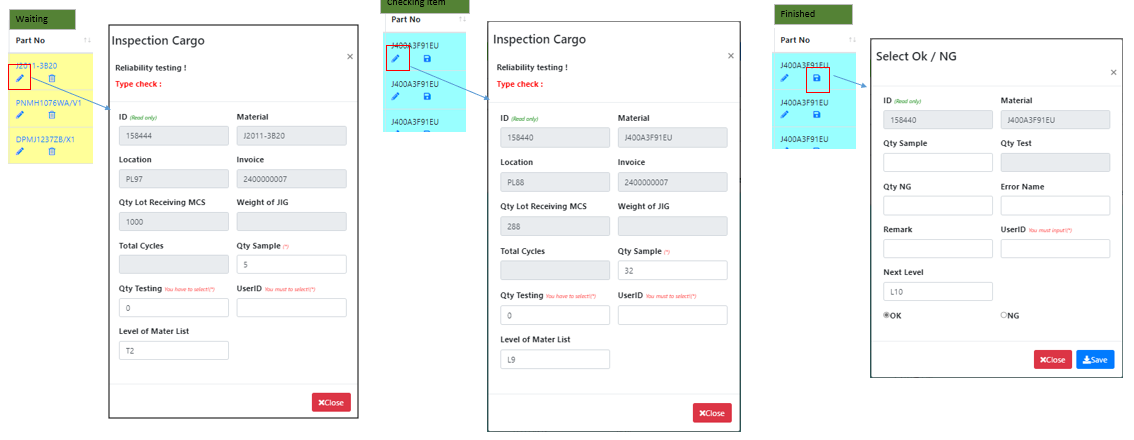 Waiting
Part No
J2011-3B20
PNMH1076WA/V1
DPMJ1237ZB/X1
Inspection Cargo
×
Reliability testing !
Type check :
ID (Read only)
Material
158444
J2011-3B20
Location
Invoice
PL97
2400000007
Qty Lot Receiving MCS
Weight of JIG
1000
Total Cycles
Qty Sample (*)
5
Qty Testing You have to select!(*)
UserID You must to select!(*)
0
Level of Mater List
T2
×Close
Checking item
Part No
J400A3F91EU
J400A3F91EU
J400A3F91EU
Inspection Cargo
×
Reliability testing !
Type check :
ID (Read only)
Material
158440
J400A3F91EU
Location
Invoice
PL88
2400000007
Qty Lot Receiving MCS
Weight of JIG
288
Total Cycles
Qty Sample (*)
32
Qty Testing You have to select!(*)
UserID You must to select!(*)
0
Level of Mater List
L9
×Close
Finished
Part No
J400A3F91EU
J400A3F91EU
J400A3F91EU
Select Ok / NG
×
ID (Read only)
Material
158440
J400A3F91EU
Qty Sample
Qty Test
Qty NG
Error Name
Remark
UserID You must input!(*)
Next Level
L10
OK
NG
×Close
Save